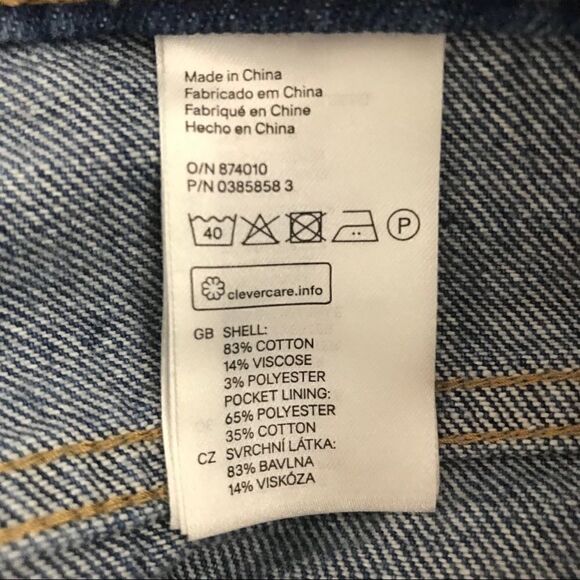 Made in China
Fabricado em China
Fabriqué en Chine
Hecho en China
O/N 874010
P/N 0385858 3
40 P
clevercare.info
GB SHELL:
83% COTTON
14% VISCOSE
3% POLYESTER
POCKET LINING:
65% POLYESTER
35% COTTON
CZ SVRCHNÍ LÁTKA:
83% BAVLNA
14% VISKÓZA